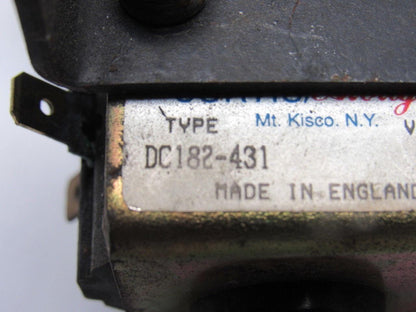 TYPE Mt. Kisco, N.Y. V
DC182-431
MADE IN ENGLAND